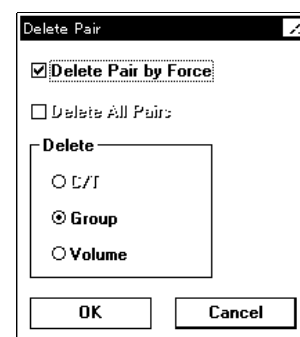 Delete Pair
Delete Pair by Force
Delete All Pairs
Delete
C/T
Group
Volume
OK
Cancel